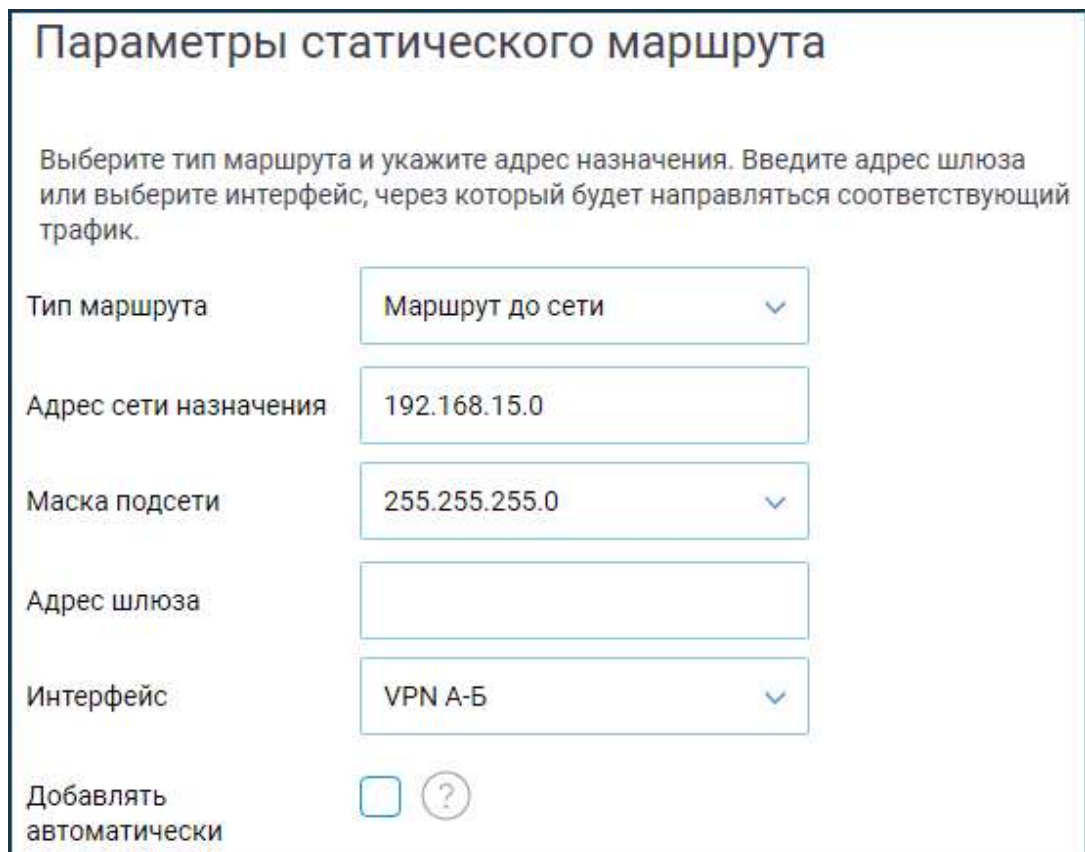 Параметры статического маршрута
Выберите тип маршрута и укажите адрес назначения. Введите адрес шлюза
или выберите интерфейс, через который будет направляться соответствующий
трафик.
Тип маршрута
Маршрут до сети
Адрес сети назначения
192.168.15.0
Маска подсети
255.255.255.0
Адрес шлюза
Интерфейс
VPN А-Б
Добавлять
автоматически
?